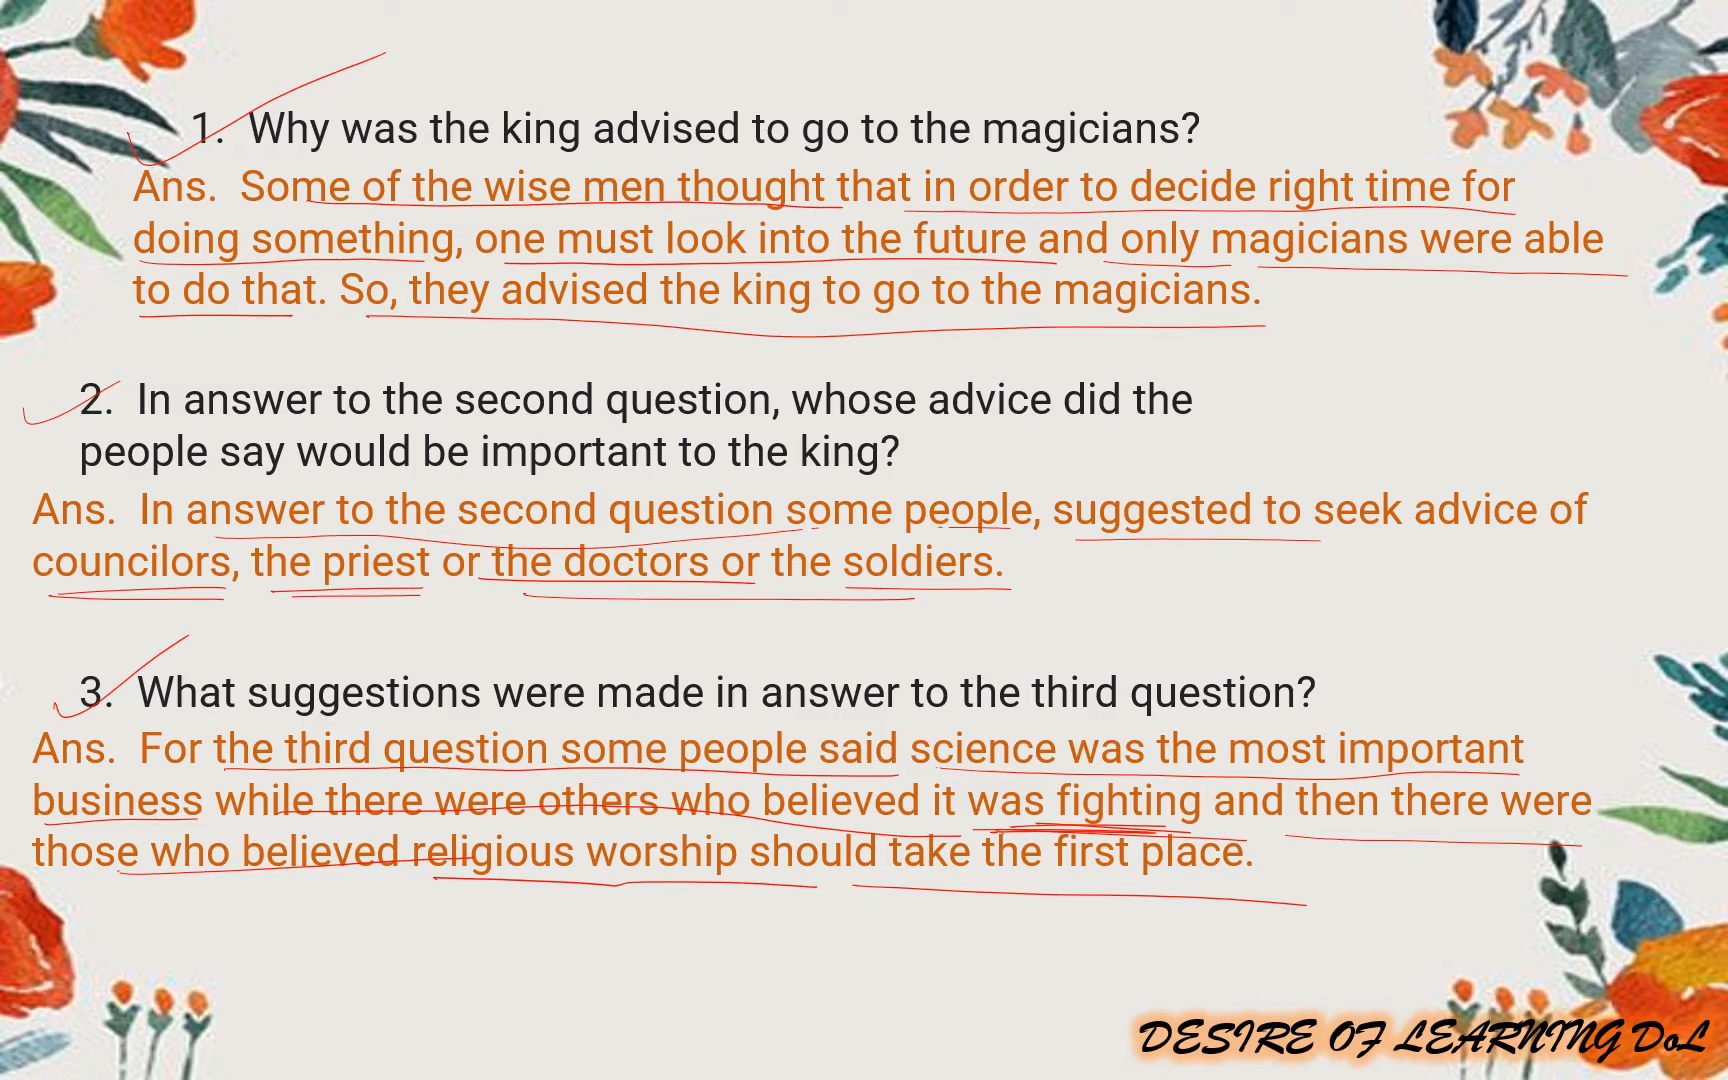 1. Why was the king advised to go to the magicians?
Ans. Some of the wise men thought that in order to decide right time for
doing something, one must look into the future and only magicians were able
to do that. So, they advised the king to go to the magicians.
2. In answer to the second question, whose advice did the
people say would be important to the king?
Ans. In answer to the second question some people, suggested to seek advice of
councilors, the priest or the doctors or the soldiers.
3. What suggestions were made in answer to the third question?
Ans. For the third question some people said science was the most important
business while there were others who believed it was fighting and then there were
those who believed religious worship should take the first place.
DESIRE OF LEARNING DoL